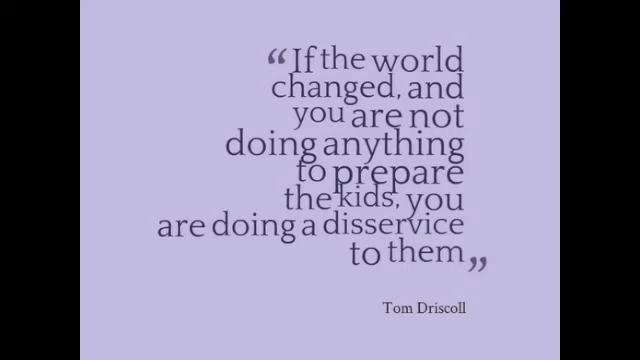 “If the world
changed, and
you are not
doing anything
to prepare
the kids, you
are doing a disservice
to them„
Tom Driscoll